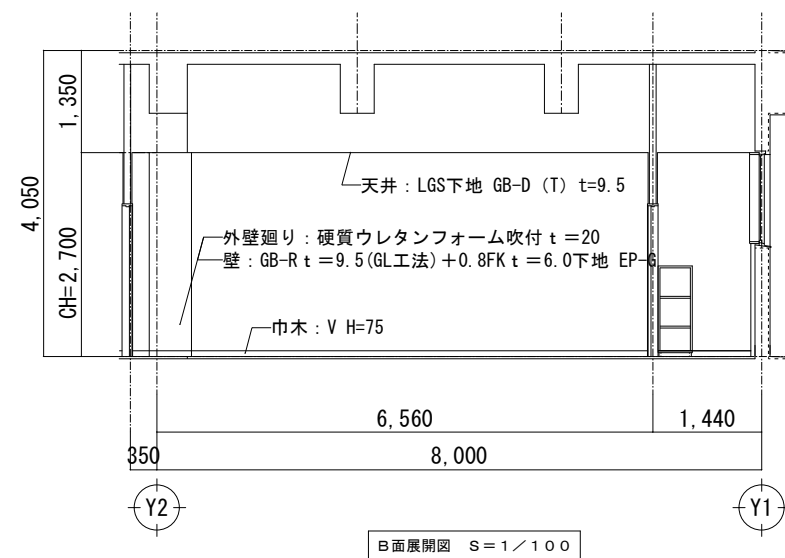 1,350
4,050
CH=2,700
天井：LGS下地 GB-D (T) t=9.5
外壁廻り：硬質ウレタンフォーム吹付ｔ＝20
壁：GB-Rｔ＝9.5(GL工法)＋0.8FKｔ＝6.0下地 EP-G
巾木：V H=75
6,560
1,440
350
8,000
Y2
Y1
Ｂ面展開図　Ｓ＝１／１００